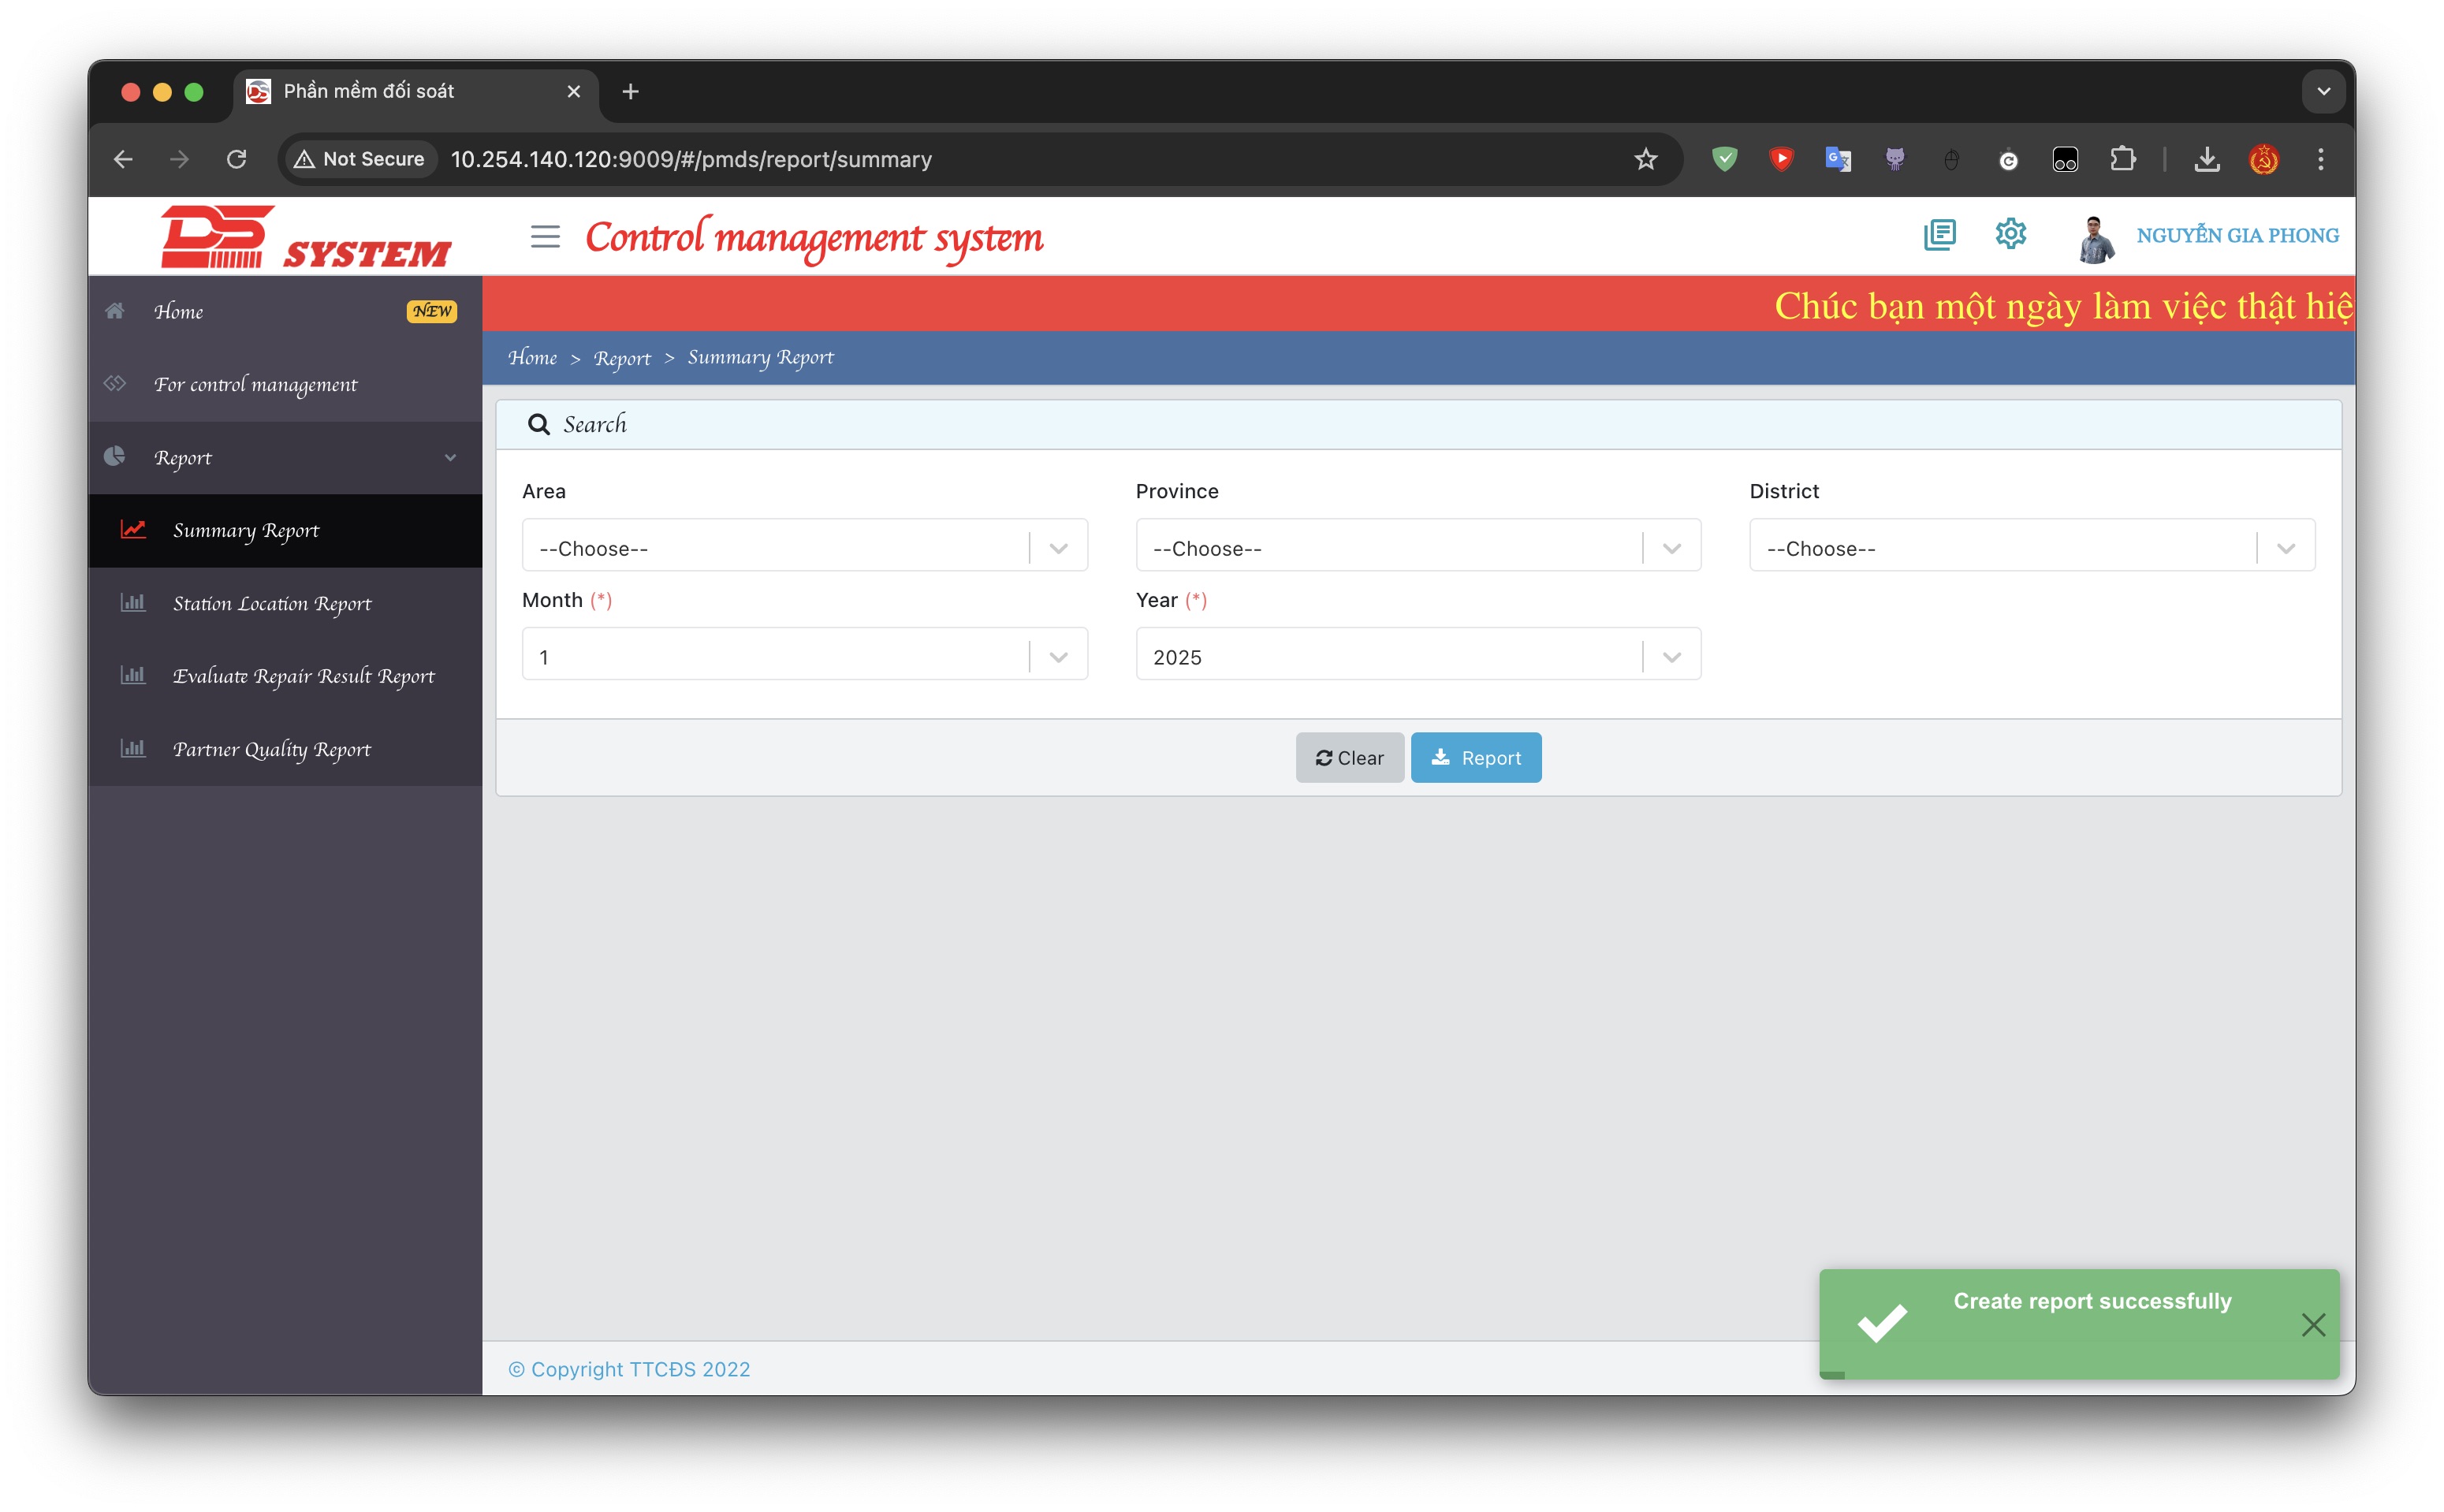 Phần mềm đối soát
Not Secure 10.254.140.120:9009/#/pmds/report/summary
DS SYSTEM
Control management system
NGUYỄN GIA PHONG
Home NEW
For control management
Report
Summary Report
Station Location Report
Evaluate Repair Result Report
Partner Quality Report
Chúc bạn một ngày làm việc thật hiệ
Home > Report > Summary Report
Search
Area Province District
--Choose-- --Choose-- --Choose--
Month (*) Year (*)
1 2025
Clear Report
Create report successfully
© Copyright TTCĐS 2022